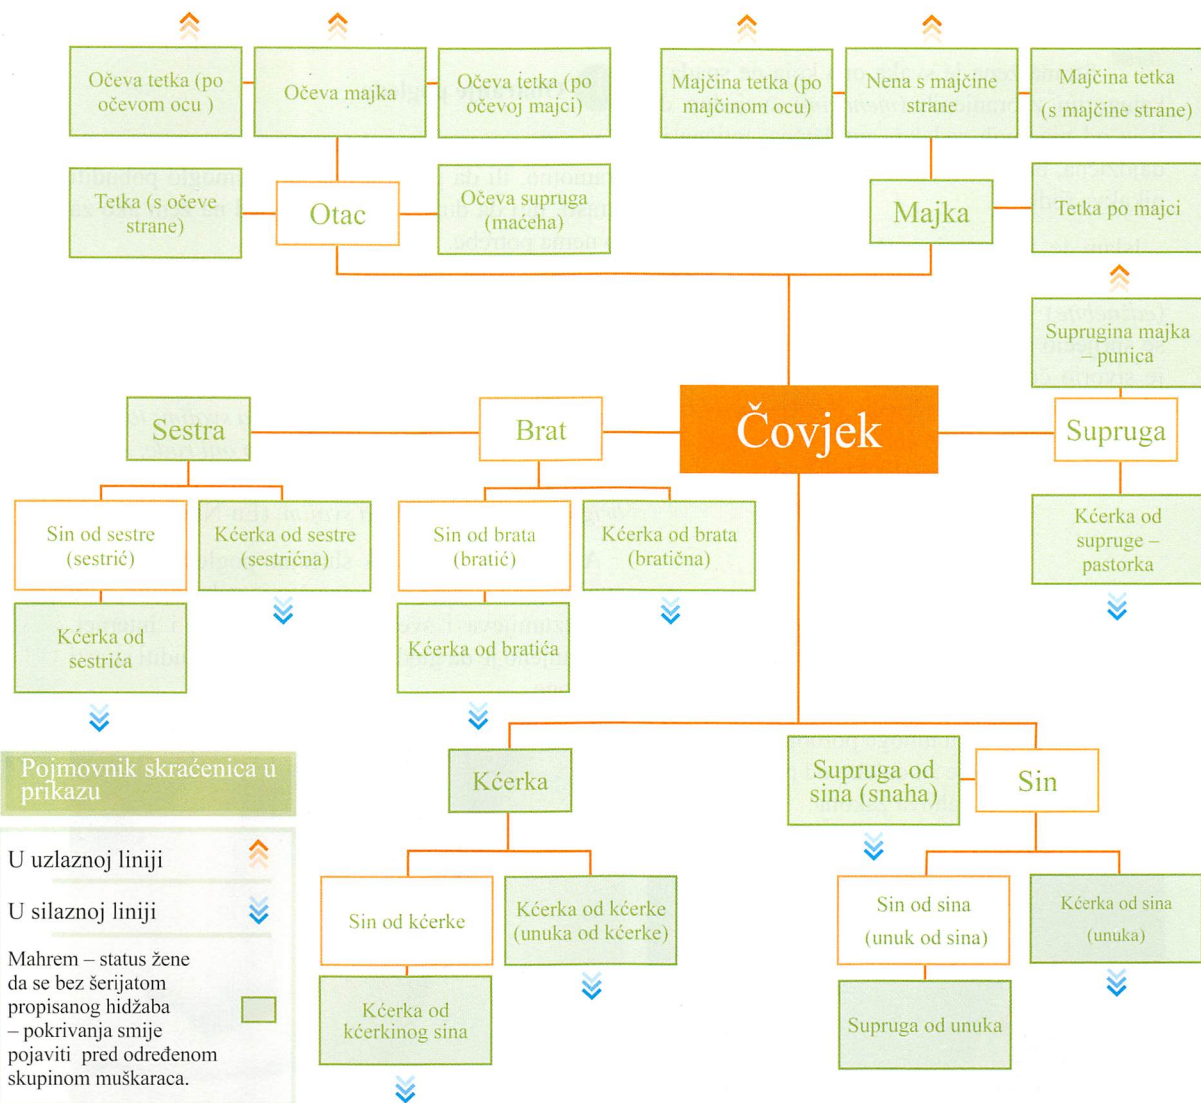 Očeva tetka (po
očevom ocu )
Očeva majka
Očeva tetka (po
očevoj majci)
Majčina tetka (po
majčinom ocu)
Nena s majčine
strane
Majčina tetka
(s majčine strane)
Tetka (s očeve
strane)
Otac
Očeva supruga
(maćeha)
Majka
Tetka po majci
Suprugina majka
– punica
Sestra
Brat
Čovjek
Supruga
Sin od sestre
(sestrić)
Kćerka od sestre
(sestrićna)
Sin od brata
(bratić)
Kćerka od brata
(bratična)
Kćerka od
supruge –
pastorka
Kćerka od
sestrića
Kćerka od bratića
Kćerka
Supruga od
sina (snaha)
Sin
Sin od kćerke
Kćerka od kćerke
(unuka od kćerke)
Sin od sina
(unuk od sina)
Kćerka od sina
(unuka)
Kćerka od
kćerkinog sina
Supruga od unuka
Pojmovnik skraćenica u
prikazu
U uzlaznoj liniji
U silaznoj liniji
Mahrem – status žene
da se bez šerijatom
propisanog hidžaba
– pokrivanja smije
pojaviti pred određenom
skupinom muškaraca.